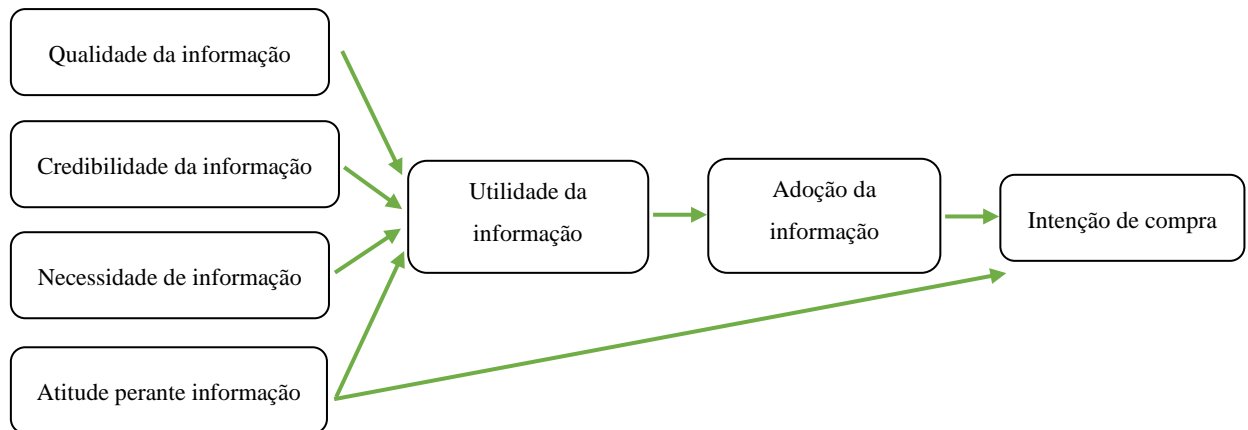 Qualidade da informação
Credibilidade da informação
Necessidade de informação
Atitude perante informação
Utilidade da
informação
Adoção da
informação
Intenção de compra